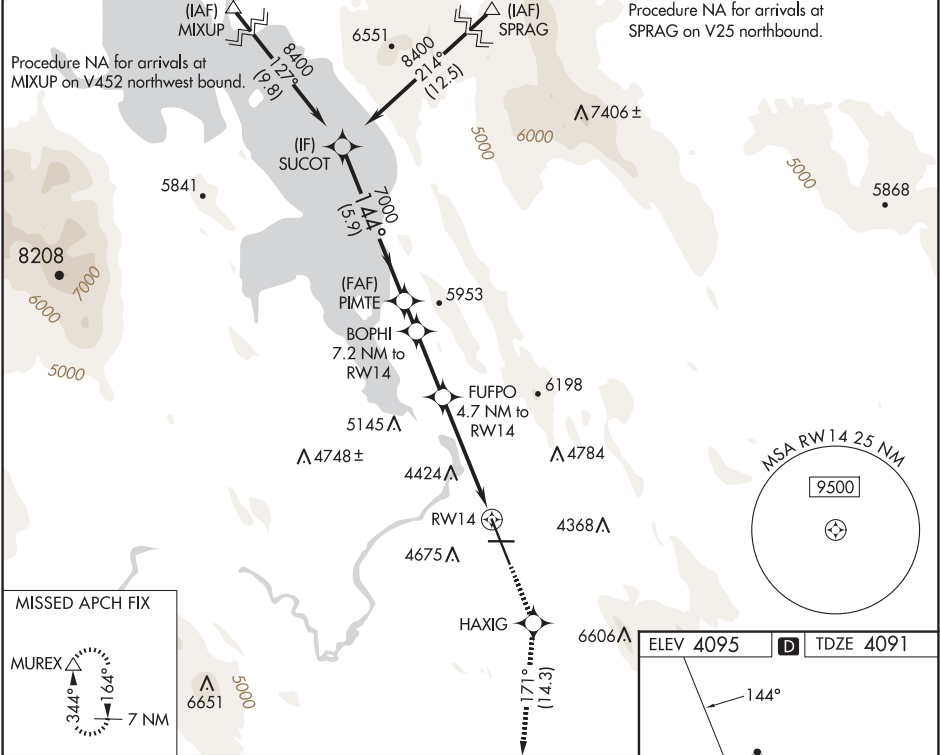 (IAF)
MIXUP
8400
127°
(9.8)
Procedure NA for arrivals at
MIXUP on V452 northwest bound.
6551
8400
214°
(12.5)
(IAF)
SPRAG
Procedure NA for arrivals at
SPRAG on V25 northbound.
7406 ±
5000
6000
5000
5868
(IF)
SUCOT
5841
7000
144°
(5.9)
8208
7000
6000
5000
(FAF)
PIMTE
5953
BOPHI
7.2 NM to
RW14
FUFPO
4.7 NM to
RW14
6198
5145
4748 ±
4424
4784
RW14
4368
4675
MSA RW14 25 NM
9500
HAXIG
6606
171°
(14.3)
MISSED APCH FIX
MUREX
344°
164°
7 NM
6651
5000
ELEV 4095
D
TDZE 4091
144°